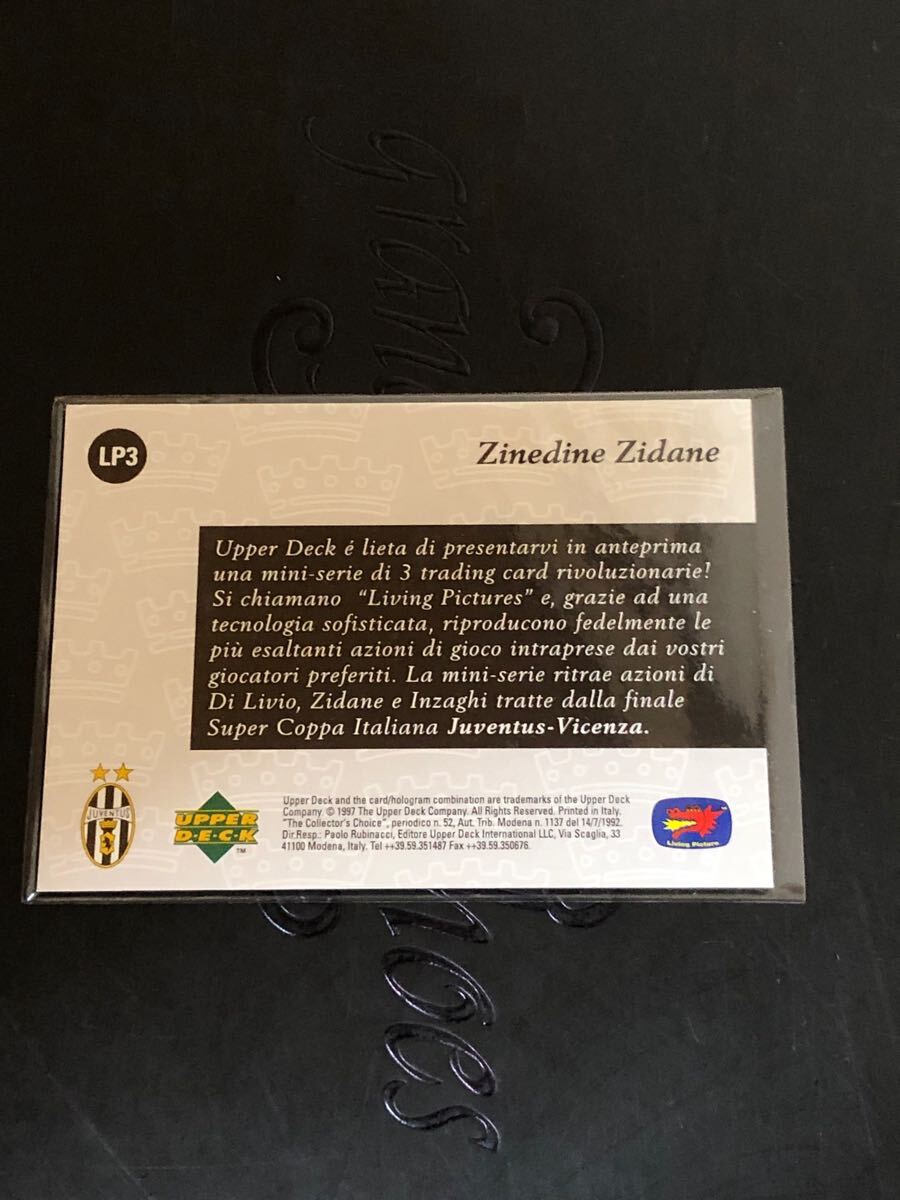 LP3
Zinedine Zidane
Upper Deck é lieta di presentarvi in anteprima
una mini-serie di 3 trading card rivoluzionarie!
Si chiamano "Living Pictures" e, grazie ad una
tecnologia sofisticata, riproducono fedelmente le
più esaltanti azioni di gioco intraprese dai vostri
giocatori preferiti. La mini-serie ritrae azioni di
Di Livio, Zidane e Inzaghi tratte dalla finale
Super Coppa Italiana Juventus-Vicenza.
JUVENTUS
UPPER
D·E·C·K
TM
Upper Deck and the card/hologram combination are trademarks of the Upper Deck
Company. © 1997 The Upper Deck Company. All Rights Reserved. Printed in Italy.
"The Collector's Choice", periodico n. 52, Aut. Trib. Modena n. 1137 del 14/7/1992.
Dir.Resp.: Paolo Rubinacci, Editore Upper Deck International LLC, Via Scaglia, 33
41100 Modena, Italy. Tel ++39.59.351487 Fax ++39.59.350676.
Living Picture